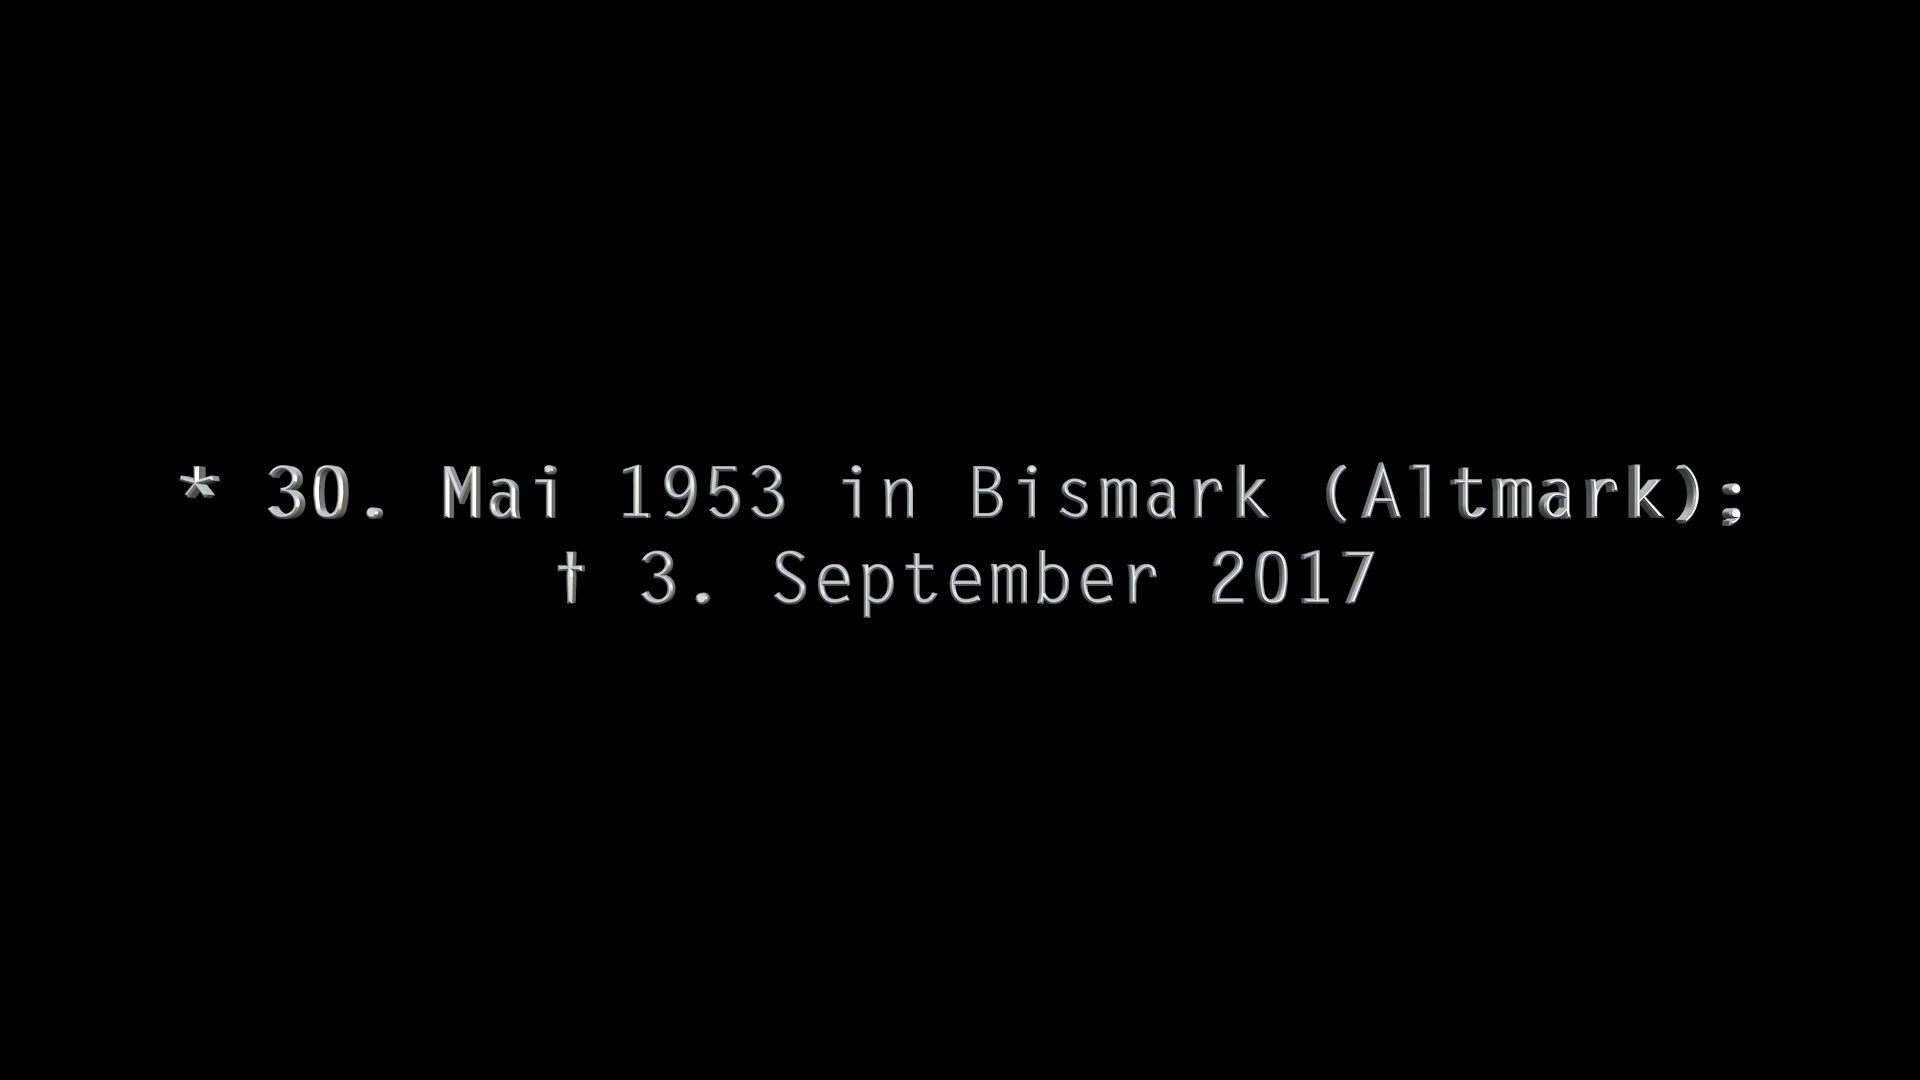 * 30. Mai 1953 in Bismark (Altmark);
† 3. September 2017